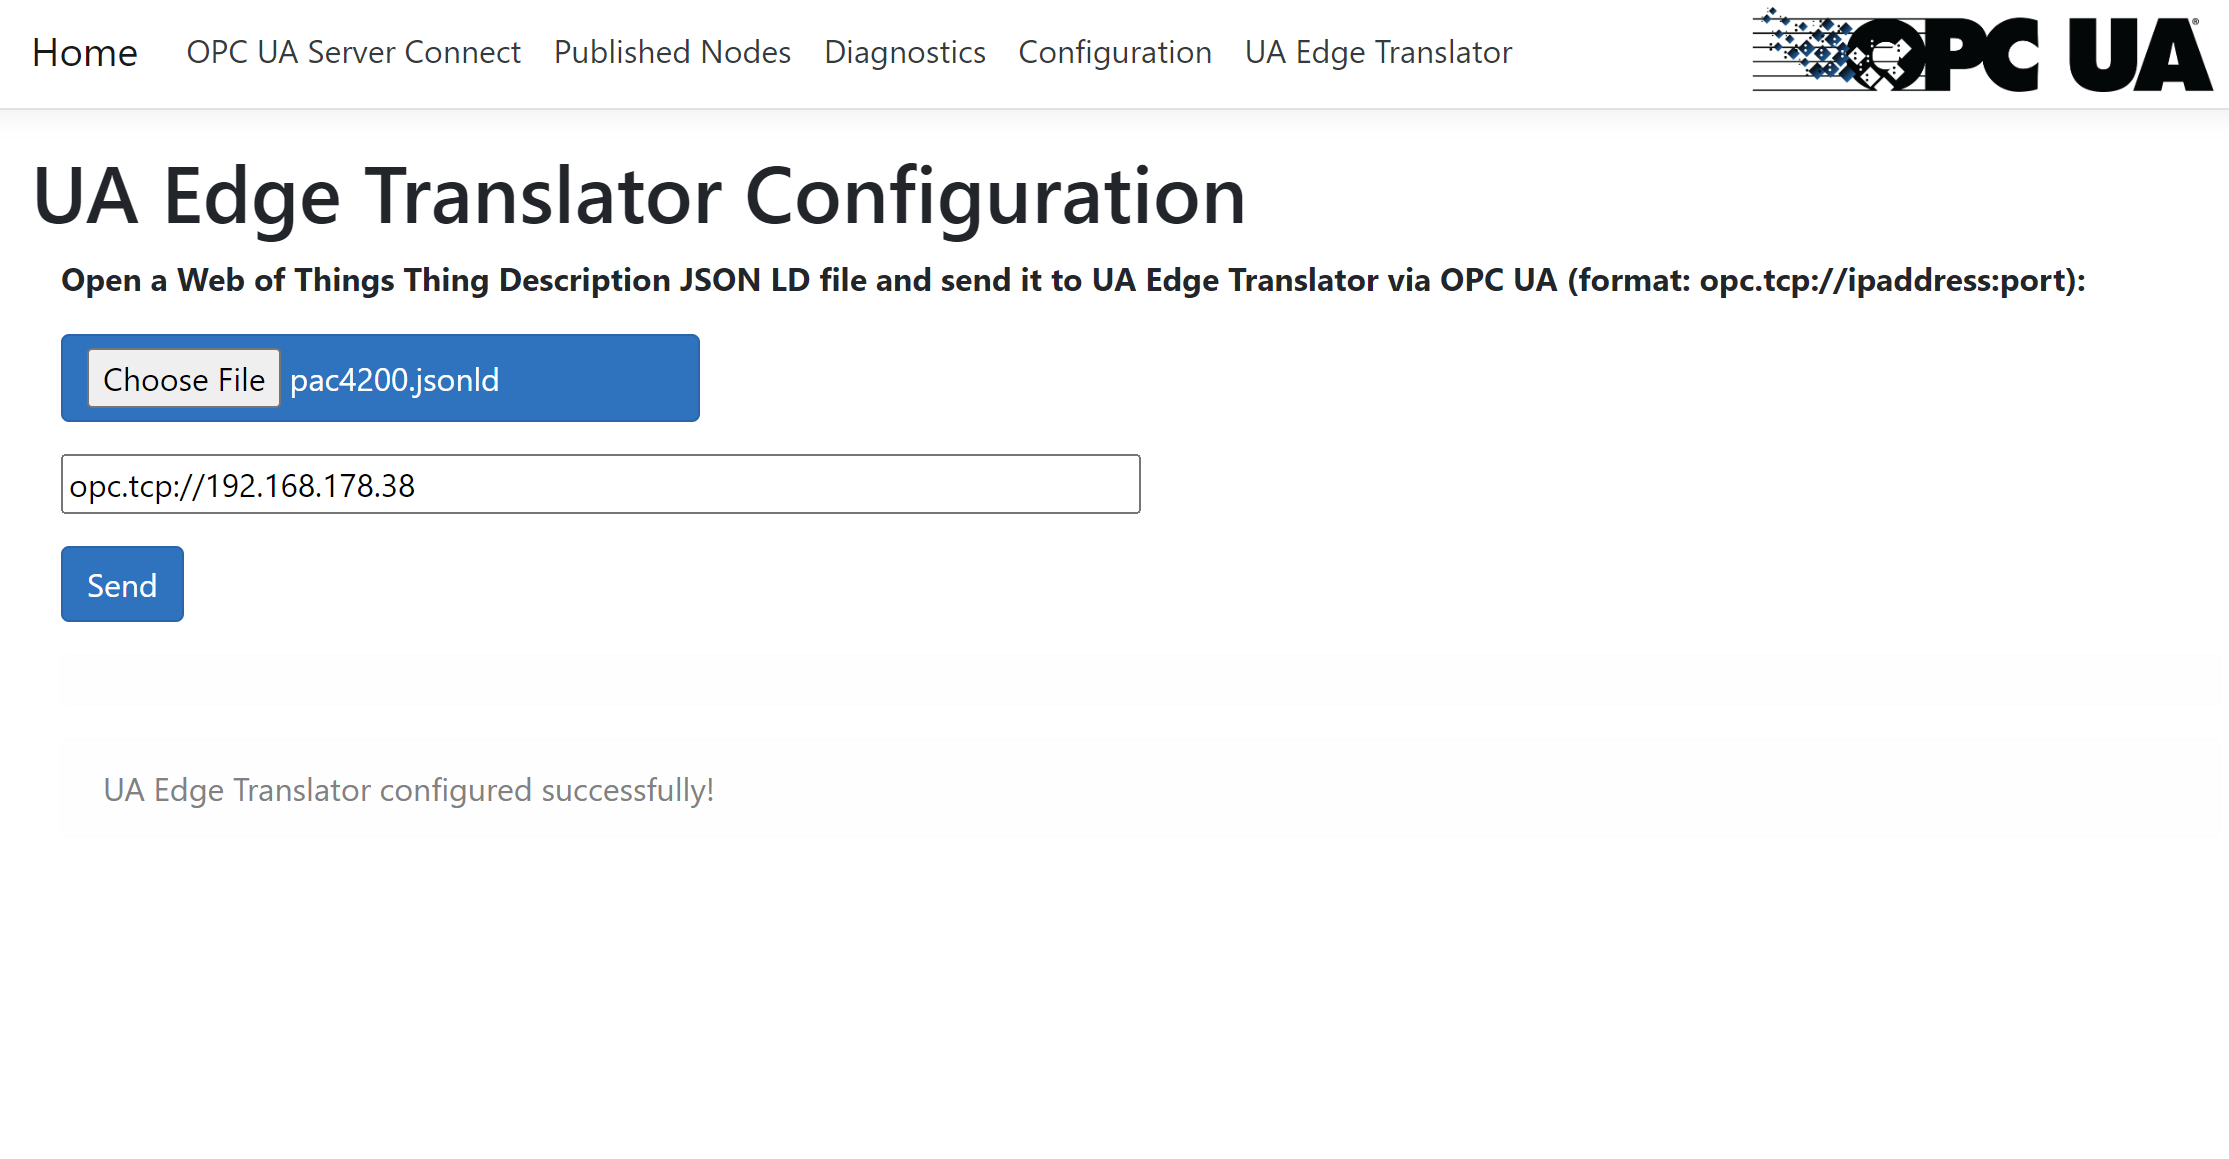 Home OPC UA Server Connect Published Nodes Diagnostics Configuration UA Edge Translator OPC UA®
UA Edge Translator Configuration
Open a Web of Things Thing Description JSON LD file and send it to UA Edge Translator via OPC UA (format: opc.tcp://ipaddress:port):
Choose File pac4200.jsonld
opc.tcp://192.168.178.38
Send
UA Edge Translator configured successfully!